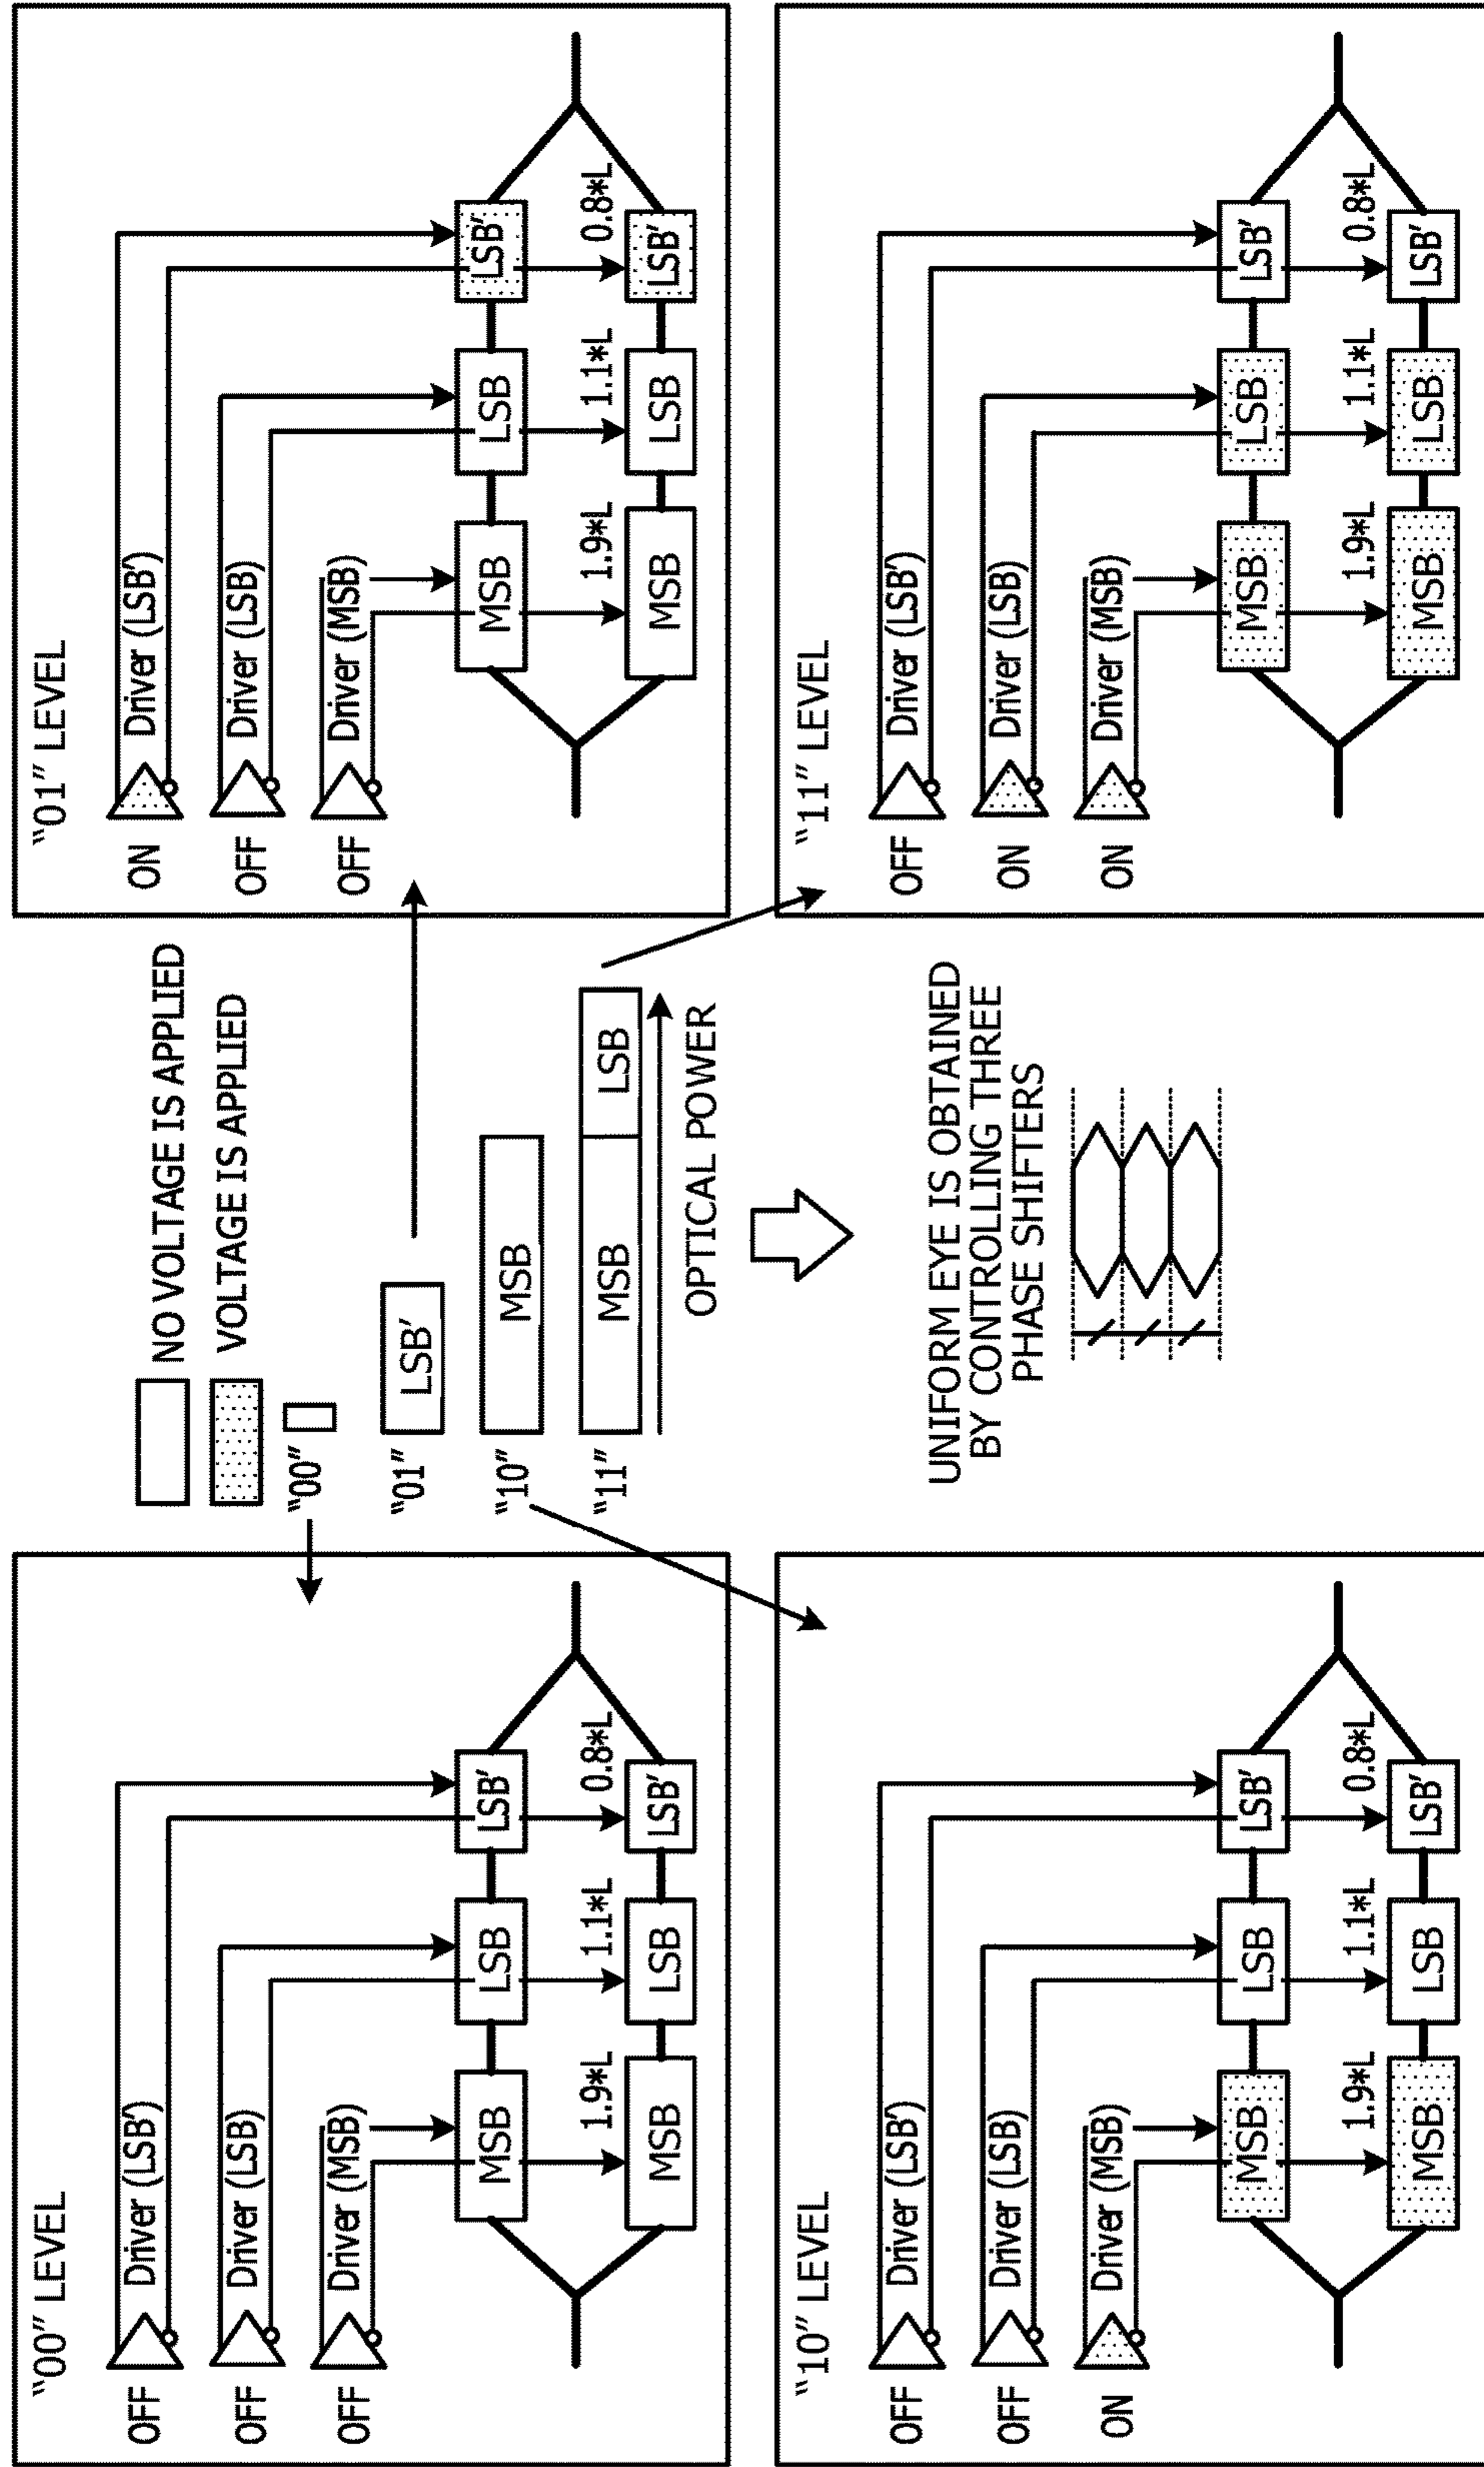 "00" LEVEL
OFF
Driver (LSB')
OFF
Driver (LSB)
OFF
Driver (MSB)
MSB
LSB
LSB'
1.9*L
1.1*L
0.8*L
MSB
LSB
LSB'
NO VOLTAGE IS APPLIED
VOLTAGE IS APPLIED
"00"
"01"
LSB'
"10"
MSB
"11"
MSB
LSB
OPTICAL POWER
"01" LEVEL
ON
Driver (LSB')
OFF
Driver (LSB)
OFF
Driver (MSB)
MSB
LSB
LSB'
1.9*L
1.1*L
0.8*L
MSB
LSB
LSB'
"10" LEVEL
OFF
Driver (LSB')
OFF
Driver (LSB)
ON
Driver (MSB)
MSB
LSB
LSB'
1.9*L
1.1*L
0.8*L
MSB
LSB
LSB'
UNIFORM EYE IS OBTAINED
BY CONTROLLING THREE
PHASE SHIFTERS
"11" LEVEL
OFF
Driver (LSB')
ON
Driver (LSB)
ON
Driver (MSB)
MSB
LSB
LSB'
1.9*L
1.1*L
0.8*L
MSB
LSB
LSB'